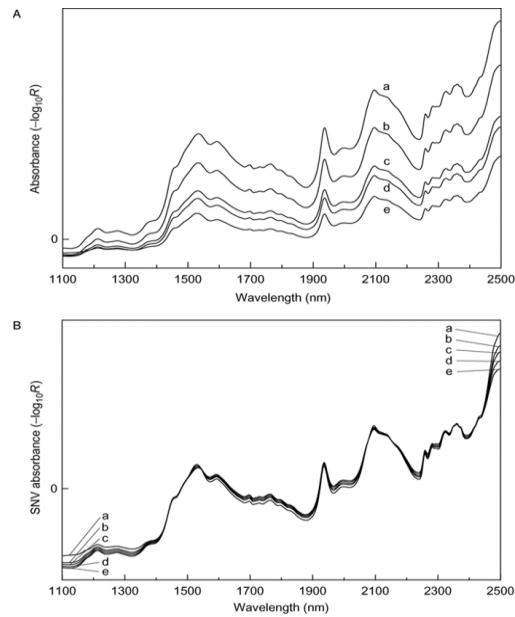 A
Absorbance (–log10R)
a
b
c
d
e
0
1100 1300 1500 1700 1900 2100 2300 2500
Wavelength (nm)
B
SNV absorbance (–log10R)
a
b
c
d
e
0
a
b
c
d
e
1100 1300 1500 1700 1900 2100 2300 2500
Wavelength (nm)